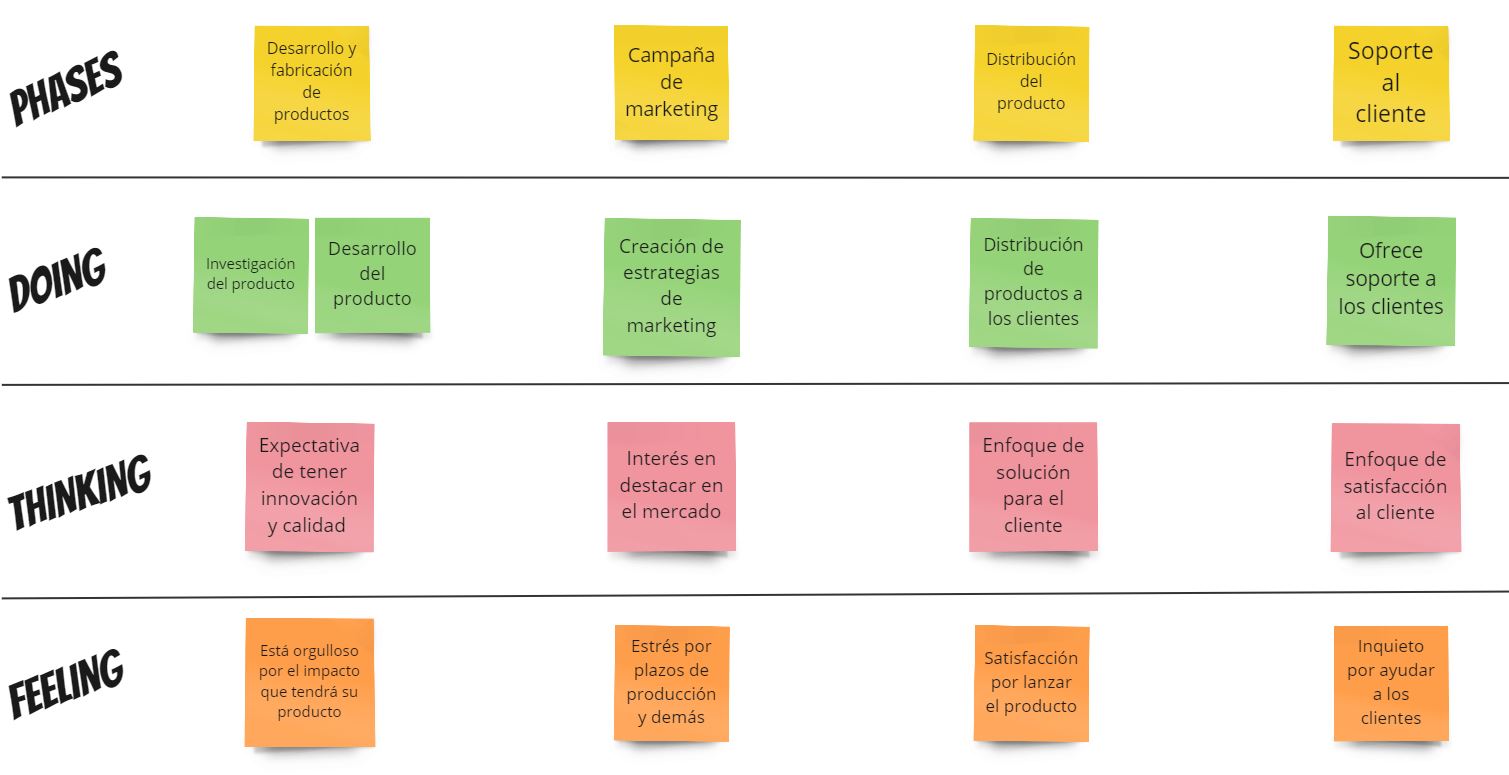 PHASES
Desarrollo y
fabricación
de
productos
Campaña
de
marketing
Distribución
del
producto
Soporte
al
cliente
DOING
Investigación
del producto
Desarrollo
del
producto
Creación de
estrategias
de
marketing
Distribución
de
productos a
los clientes
Ofrece
soporte a
los clientes
THINKING
Expectativa
de tener
innovación
y calidad
Interés en
destacar en
el mercado
Enfoque de
solución
para el
cliente
Enfoque de
satisfacción
al cliente
FEELING
Está orgulloso
por el impacto
que tendrá su
producto
Estrés por
plazos de
producción
y demás
Satisfacción
por lanzar
el producto
Inquieto
por ayudar
a los
clientes